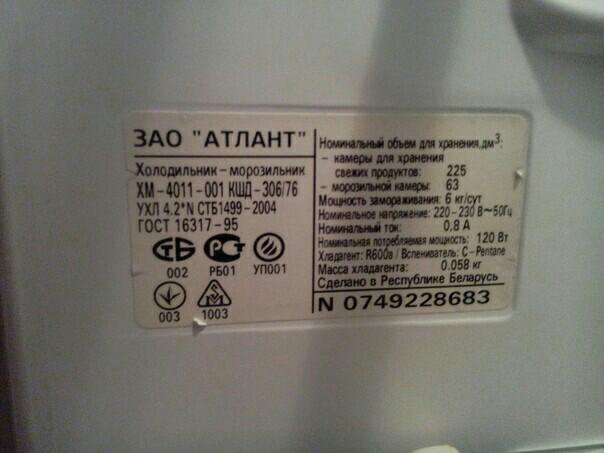 ЗАО "АТЛАНТ"
Холодильник-морозильник
ХМ-4011-001 КШД-306/76
УХЛ 4.2*N СТБ1499-2004
ГОСТ 16317-95
002
РБ01
УП001
003
1003
Номинальный объем для хранения,дм³:
- камеры для хранения
свежих продуктов: 225
- морозильной камеры: 63
Мощность замораживания: 6 кг/сут
Номинальное напряжение: 220-230 В~50Гц
Номинальный ток: 0,8 А
Номинальная потребляемая мощность: 120 Вт
Хладагент: R600a / Вспениватель: C-Pentane
Масса хладагента: 0.058 кг
Сделано в Республике Беларусь
N 0749228683